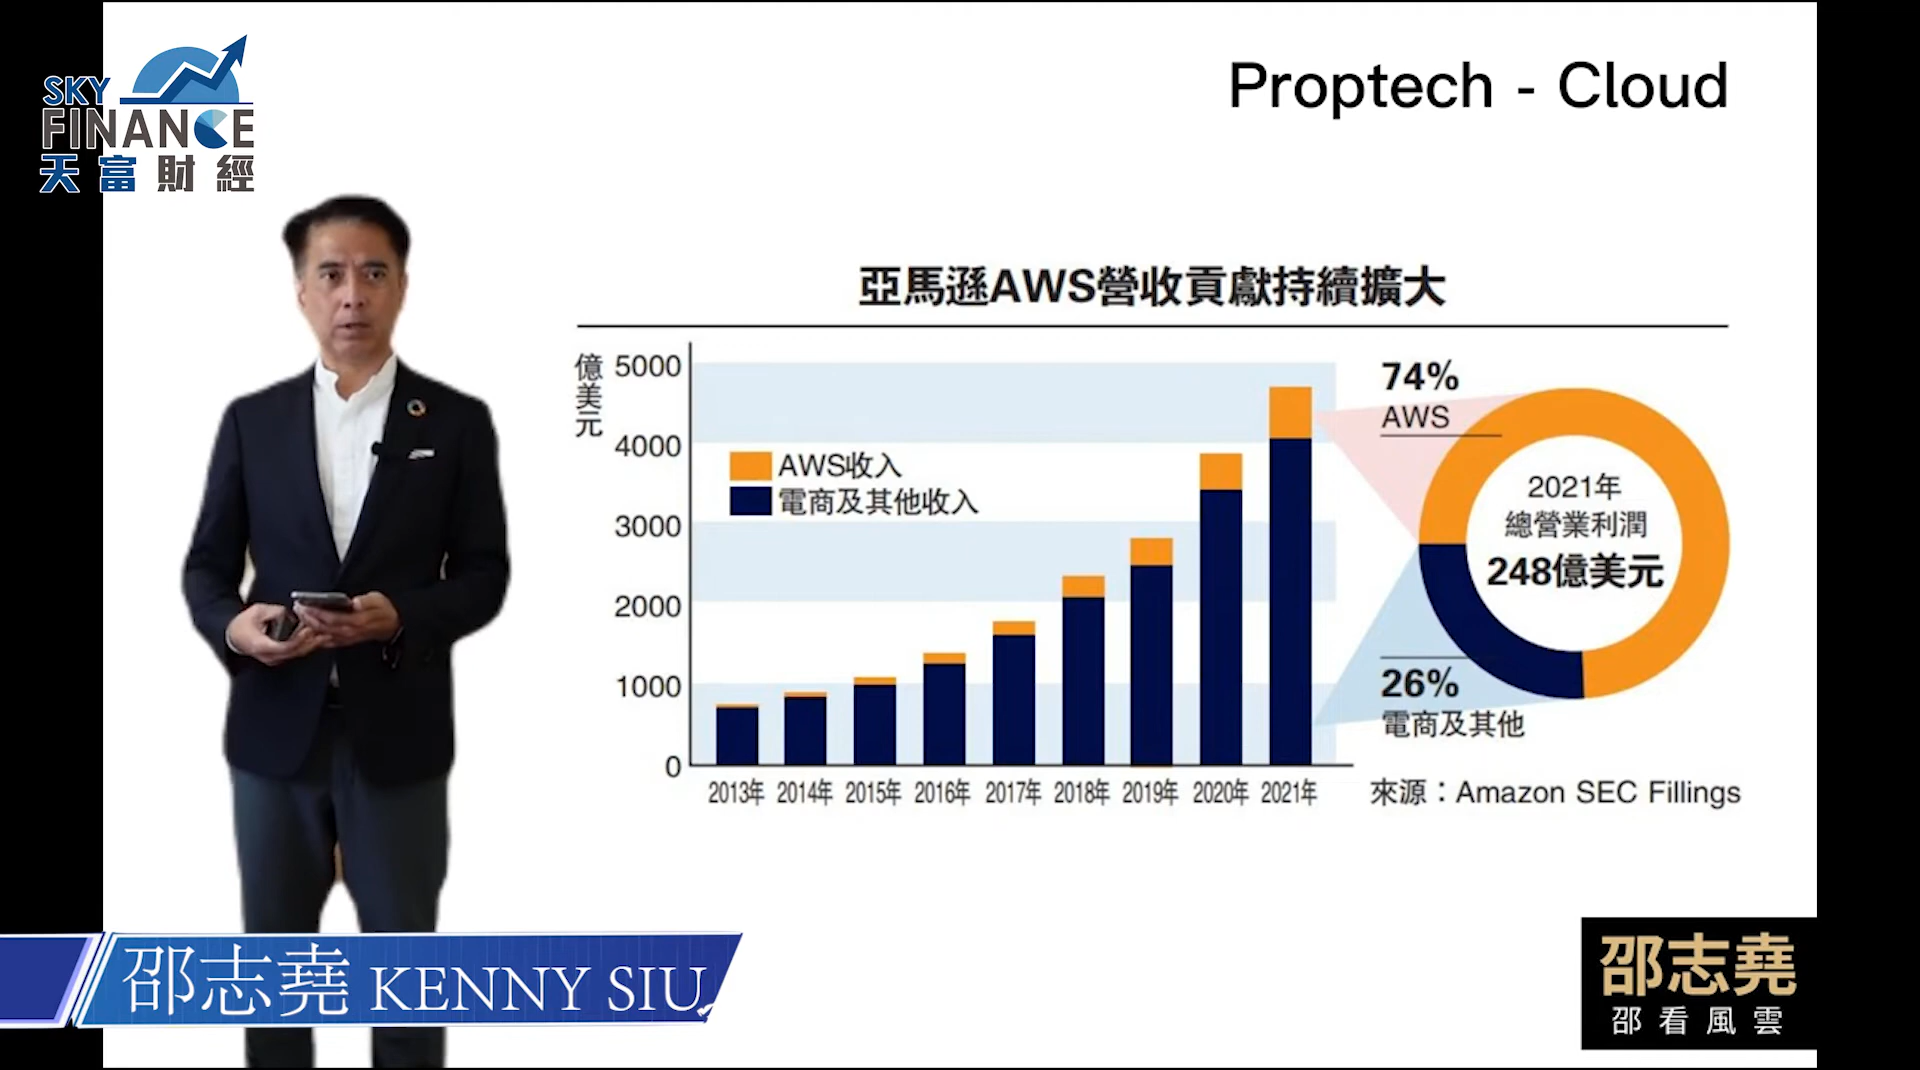 SKY
FINANCE
天富財經
Proptech - Cloud
亞馬遜AWS營收貢獻持續擴大
億美元
5000
4000
3000
2000
1000
0
AWS收入
電商及其他收入
2013年 2014年 2015年 2016年 2017年 2018年 2019年 2020年 2021年
74%
AWS
2021年
總營業利潤
248億美元
26%
電商及其他
來源：Amazon SEC Fillings
邵志堯 KENNY SIU
邵志堯
邵看風雲